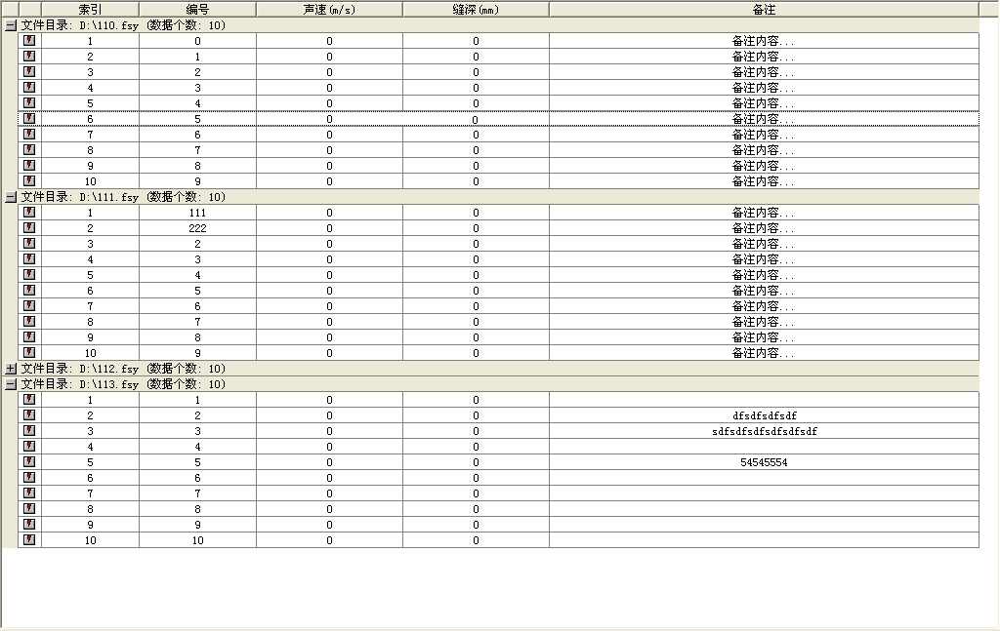 索引 编号 声速(m/s) 缝深(mm) 备注
文件目录: D:\110.fsy (数据个数: 10)
1 0 0 0 备注内容...
2 1 0 0 备注内容...
3 2 0 0 备注内容...
4 3 0 0 备注内容...
5 4 0 0 备注内容...
6 5 0 0 备注内容...
7 6 0 0 备注内容...
8 7 0 0 备注内容...
9 8 0 0 备注内容...
10 9 0 0 备注内容...
文件目录: D:\111.fsy (数据个数: 10)
1 111 0 0 备注内容...
2 222 0 0 备注内容...
3 2 0 0 备注内容...
4 3 0 0 备注内容...
5 4 0 0 备注内容...
6 5 0 0 备注内容...
7 6 0 0 备注内容...
8 7 0 0 备注内容...
9 8 0 0 备注内容...
10 9 0 0 备注内容...
文件目录: D:\112.fsy (数据个数: 10)
文件目录: D:\113.fsy (数据个数: 10)
1 1 0 0
2 2 0 0 dfsdfsdfsdf
3 3 0 0 sdfsdfsdfsdfsdfsdf
4 4 0 0
5 5 0 0 54545554
6 6 0 0
7 7 0 0
8 8 0 0
9 9 0 0
10 10 0 0